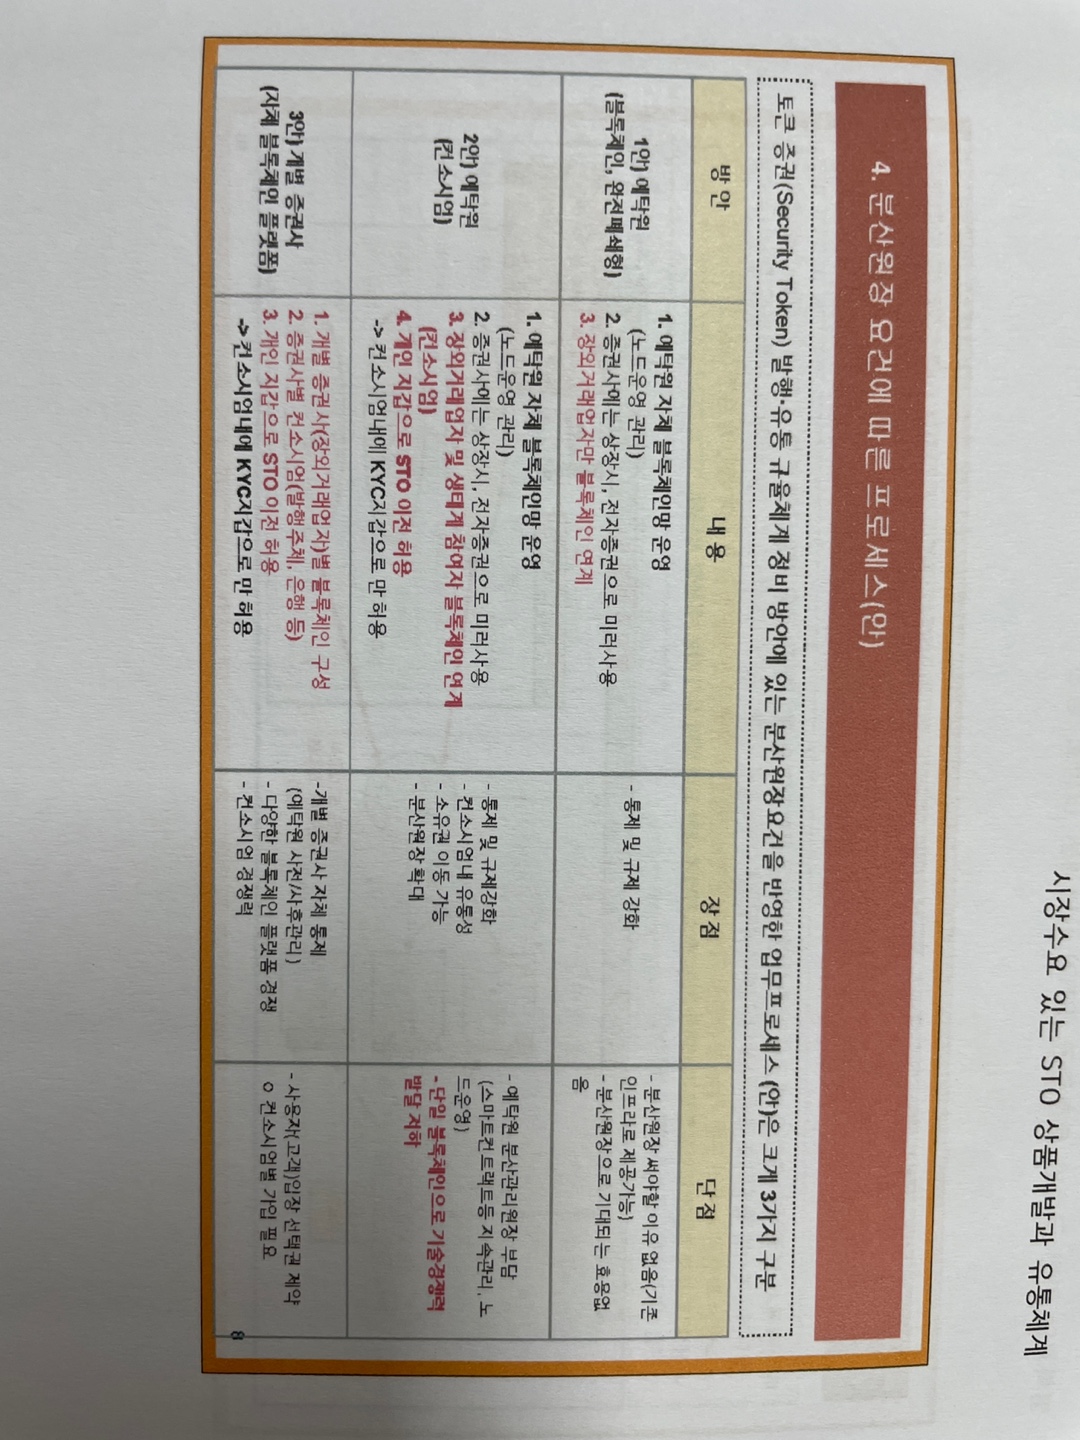 시장수요 있는 STO 상품개발과 유통체계
4. 분산원장 요건에 따른 프로세스(안)
토큰 증권(Security Token) 발행·유통 규율체계 정비 방안에 있는 분산원장요건을 반영한 업무프로세스 (안)은 크게 3가지 구분
방 안
내 용
장 점
단 점
1안) 예탁원
(블록체인, 완전폐쇄형)
1. 예탁원 자체 블록체인망 운영
(노드운영 관리)
2. 증권사에는 상장시, 전자증권으로 미러사용
3. 장외거래업자만 블록체인 연계
- 통제 및 규제 강화
- 분산원장 써야할 이유 없음(기존
인프라로 제공가능)
- 분산원장으로 기대되는 효용없
음
2안) 예탁원
(컨소시엄)
1. 예탁원 자체 블록체인망 운영
(노드운영 관리)
2. 증권사에는 상장시, 전자증권으로 미러사용
3. 장외거래업자 및 생태계 참여자 블록체인 연계
(컨소시엄)
4. 개인 지갑으로 STO 이전 허용
-> 컨소시엄내에 KYC지갑으로 만 허용
- 통제 및 규제강화
- 컨소시엄내 유통성
- 소유권 이동 가능
- 분산원장 확대
- 예탁원 분산관리원장 부담
(스마트컨트랙트등 지속관리, 노
드운영)
- 단일 블록체인으로 기술경쟁력
발달 저하
3안) 개별 증권사
(자체 블록체인 플랫폼)
1. 개별 증권사(장외거래업자)별 블록체인 구성
2. 증권사별 컨소시엄(발행주체, 은행 등)
3. 개인 지갑으로 STO 이전 허용
-> 컨소시엄내에 KYC지갑으로 만 허용
-개별 증권사 자체 통제
(예탁원 사전/사후관리)
- 다양한 블록체인 플랫폼 경쟁
- 컨소시엄 경쟁력
- 사용자(고객)입장 선택권 제약
o 컨소시엄별 가입 필요
8